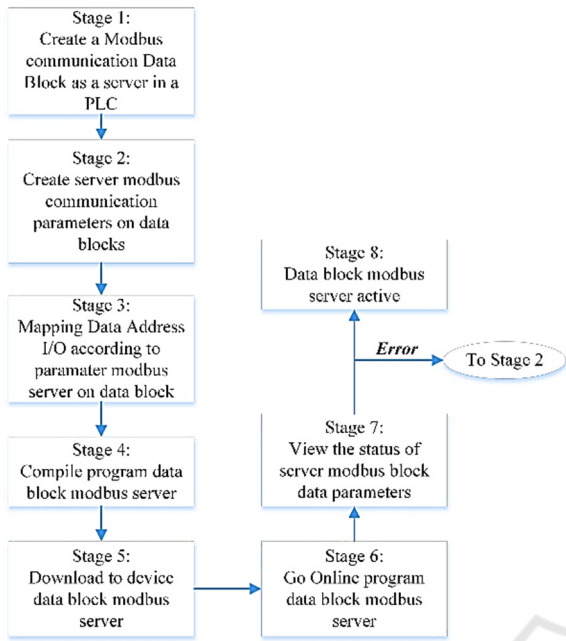 Stage 1:
Create a Modbus
communication Data
Block as a server in a
PLC
Stage 2:
Create server modbus
communication
parameters on data
blocks
Stage 3:
Mapping Data Address
I/O according to
paramater modbus
server on data block
Stage 4:
Compile program data
block modbus server
Stage 5:
Download to device
data block modbus
server
Stage 6:
Go Online program
data block modbus
server
Stage 7:
View the status of
server modbus block
data parameters
Stage 8:
Data block modbus
server active
Error
To Stage 2